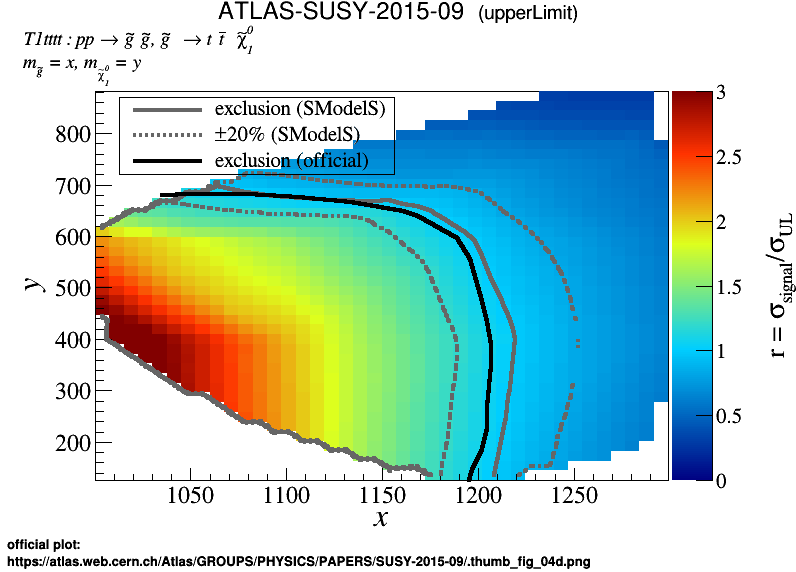 ATLAS-SUSY-2015-09 (upperLimit)
T1tttt : pp → g̃ g̃, g̃ → t t̄ χ̃₁⁰
m_g̃ = x, m_χ̃₁⁰ = y
exclusion (SModelS)
±20% (SModelS)
exclusion (official)
800
700
600
500
400
300
200
y
1050
1100
1150
1200
1250
x
3
2.5
2
1.5
1
0.5
0
r = σ_signal/σ_UL
official plot:
https://atlas.web.cern.ch/Atlas/GROUPS/PHYSICS/PAPERS/SUSY-2015-09/.thumb_fig_04d.png